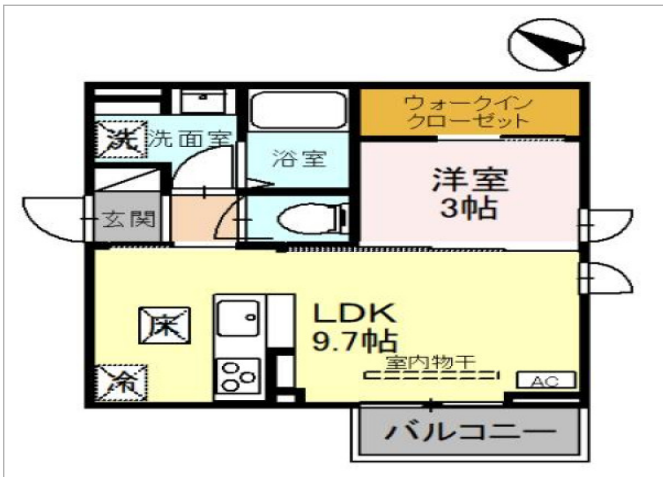 ウォークイン
クローゼット
洗
洗面室
浴室
洋室
3帖
玄関
LDK
9.7帖
床
室内物干
冷
AC
バルコニー